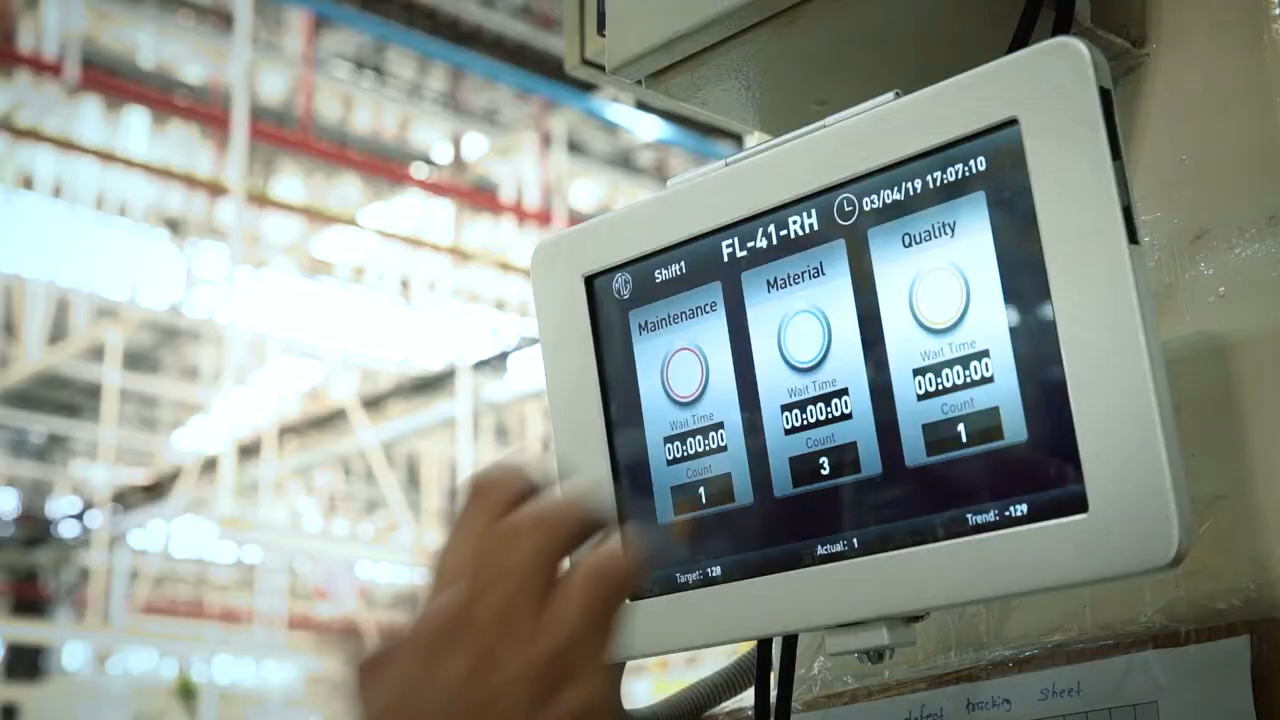 MG
Shift1
FL-41-RH
03/04/19 17:07:10
Maintenance
Wait Time
00:00:00
Count
1
Material
Wait Time
00:00:00
Count
3
Quality
Wait Time
00:00:00
Count
1
Target: 128
Actual: 1
Trend: -129
defect tracking sheet